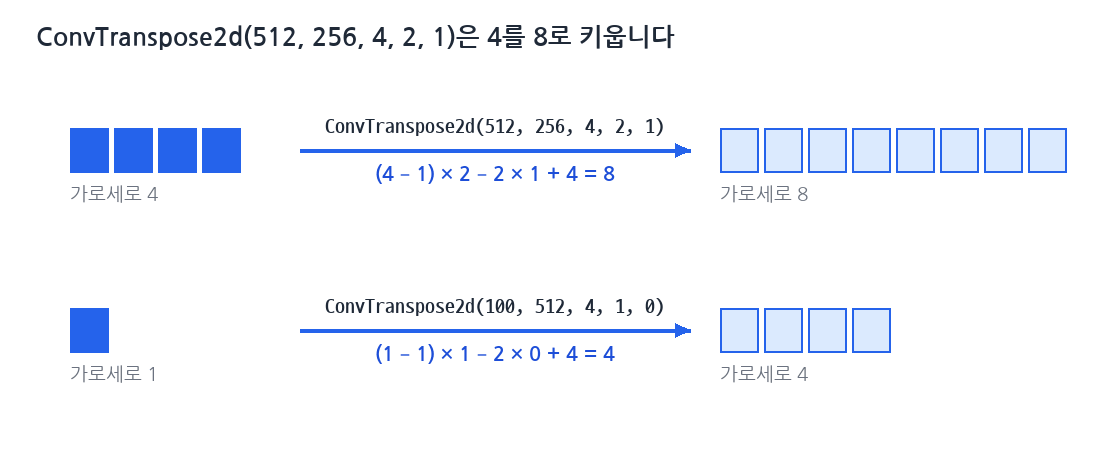 ConvTranspose2d(512, 256, 4, 2, 1)은 4를 8로 키웁니다
ConvTranspose2d(512, 256, 4, 2, 1)
(4 – 1) × 2 – 2 × 1 + 4 = 8
가로세로 4
가로세로 8
ConvTranspose2d(100, 512, 4, 1, 0)
(1 – 1) × 1 – 2 × 0 + 4 = 4
가로세로 1
가로세로 4